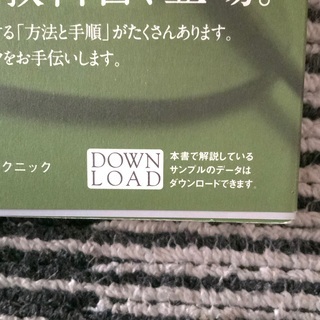 する「方法と手順」がたくさんあります。
をお手伝いします。
クニック
DOWN
LOAD
本書で解説している
サンプルのデータは
ダウンロードできます。